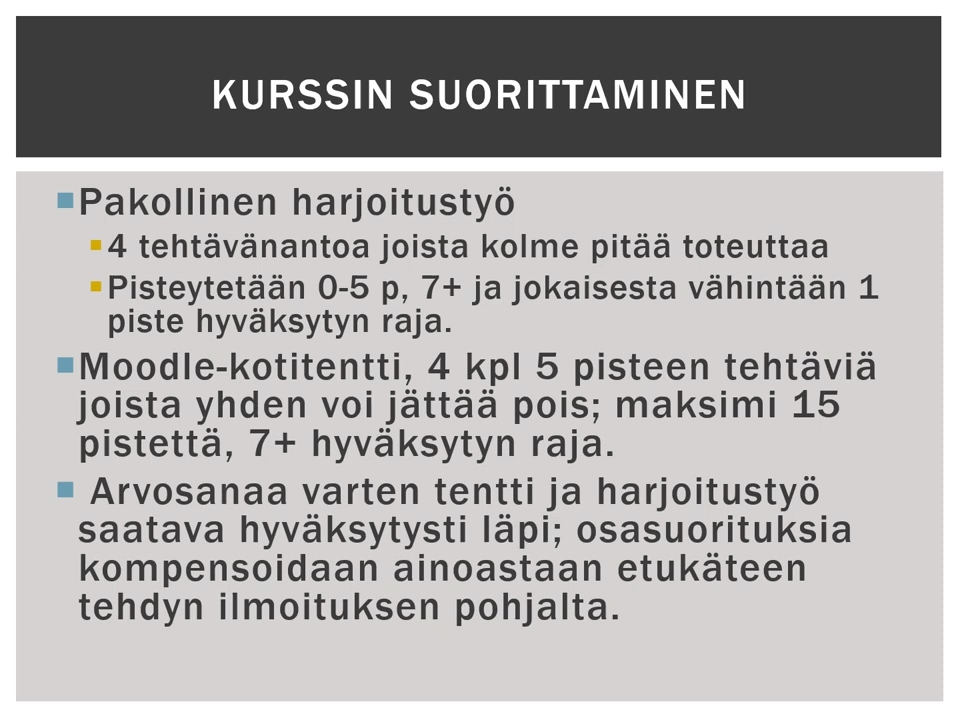 KURSSIN SUORITTAMINEN
Pakollinen harjoitustyö
4 tehtävänantoa joista kolme pitää toteuttaa
Pisteytetään 0-5 p, 7+ ja jokaisesta vähintään 1
piste hyväksytyn raja.
Moodle-kotitentti, 4 kpl 5 pisteen tehtäviä
joista yhden voi jättää pois; maksimi 15
pistettä, 7+ hyväksytyn raja.
Arvosanaa varten tentti ja harjoitustyö
saatava hyväksytysti läpi; osasuorituksia
kompensoidaan ainoastaan etukäteen
tehdyn ilmoituksen pohjalta.